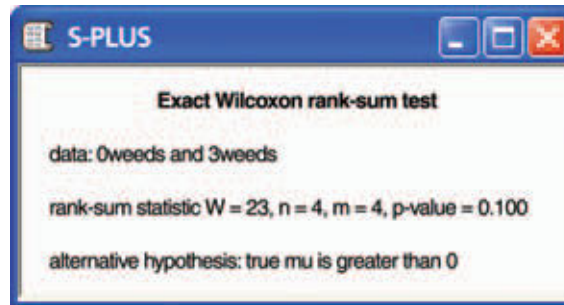 S-PLUS
Exact Wilcoxon rank-sum test
data: 0weeds and 3weeds
rank-sum statistic W = 23, n = 4, m = 4, p-value = 0.100
alternative hypothesis: true mu is greater than 0